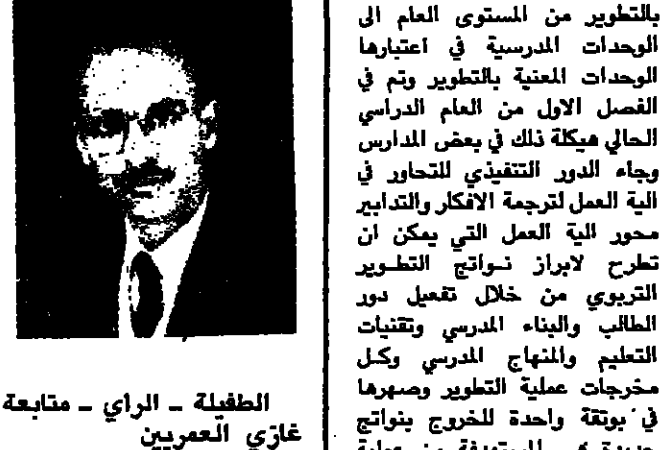 الطفيلة ـ الراي ـ متابعة
غازي العمريين
بالتطوير من المستوى العام الى
الوحدات المدرسية في اعتبارها
الوحدات المعنية بالتطوير وتم في
الفصل الاول من العام الدراسي
الحالي هيكلة ذلك في بعض المدارس
وجاء الدور التنفيذي للتحاور في
الية العمل لترجمة الافكار والتدابير
محور الية العمل التي يمكن ان
تطرح لابراز نواتج التطوير
التربوي من خلال تفعيل دور
الطالب والبناء المدرسي وتقنيات
التعليم والمنهاج المدرسي وكل
مخرجات عملية التطوير وصهرها
في بوتقة واحدة للخروج بنواتج